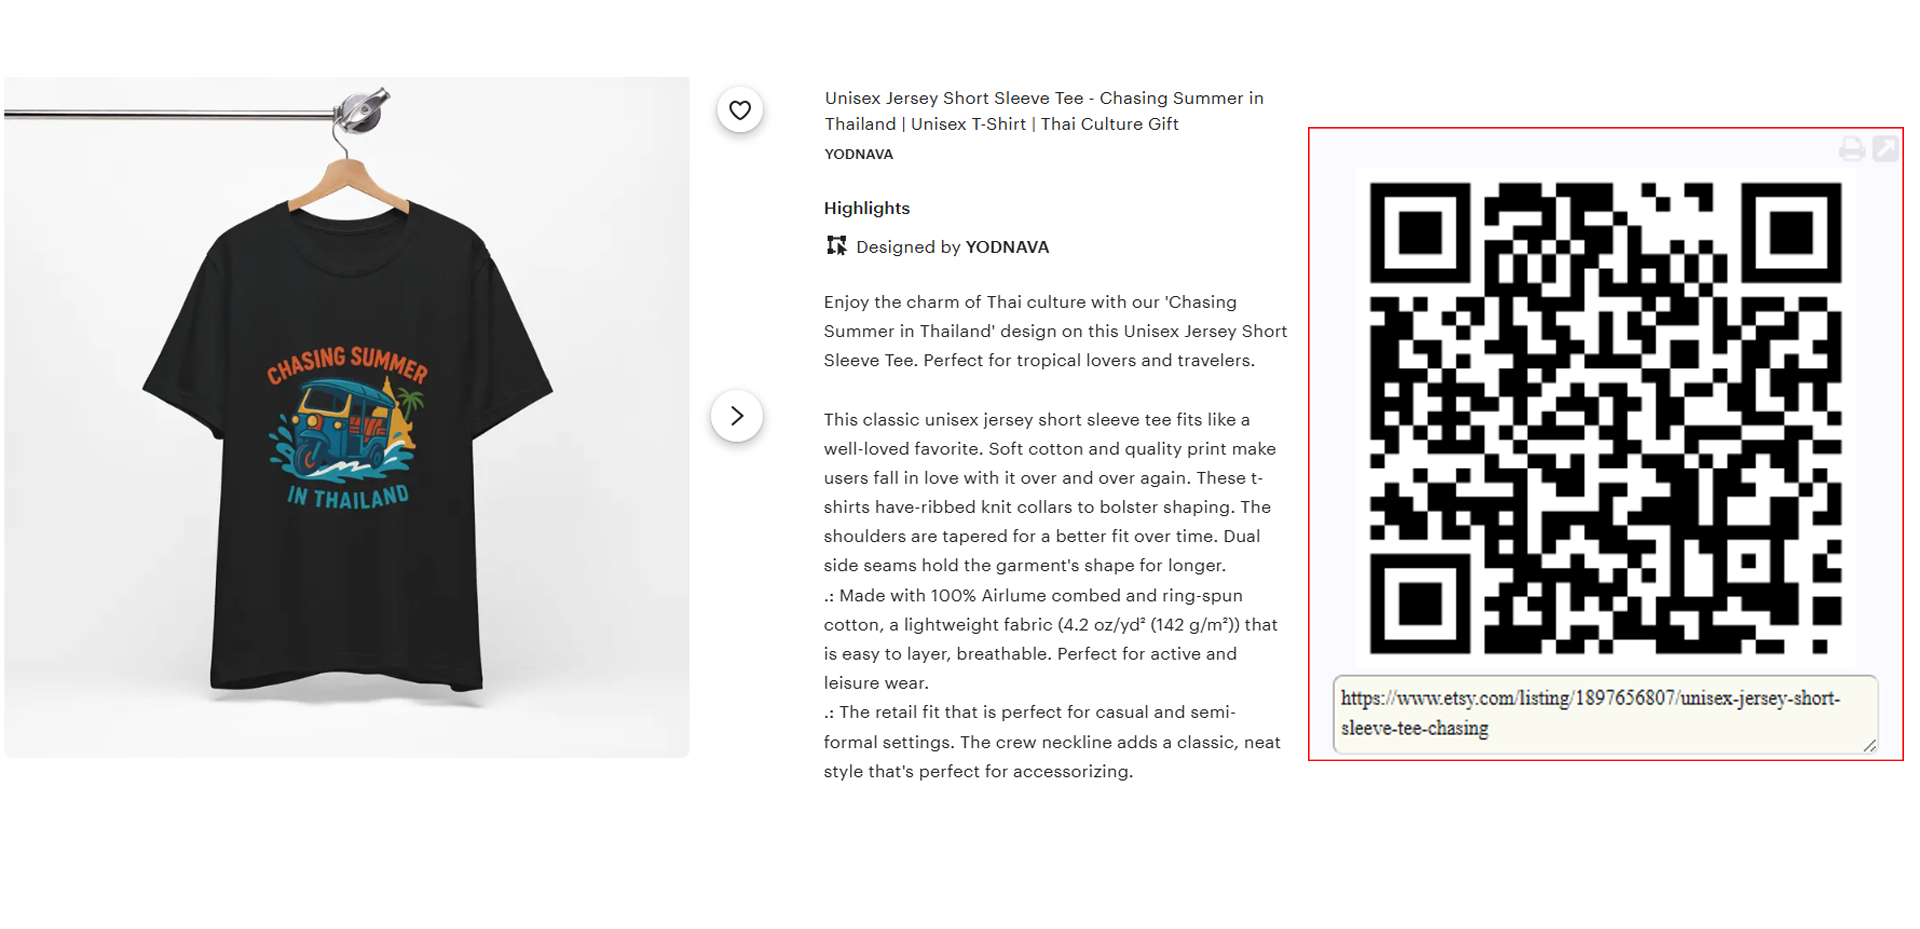 CHASING SUMMER
IN THAILAND
Unisex Jersey Short Sleeve Tee - Chasing Summer in
Thailand | Unisex T-Shirt | Thai Culture Gift
YODNAVA
Highlights
Designed by YODNAVA
Enjoy the charm of Thai culture with our 'Chasing
Summer in Thailand' design on this Unisex Jersey Short
Sleeve Tee. Perfect for tropical lovers and travelers.
This classic unisex jersey short sleeve tee fits like a
well-loved favorite. Soft cotton and quality print make
users fall in love with it over and over again. These t-
shirts have-ribbed knit collars to bolster shaping. The
shoulders are tapered for a better fit over time. Dual
side seams hold the garment's shape for longer.
.: Made with 100% Airlume combed and ring-spun
cotton, a lightweight fabric (4.2 oz/yd² (142 g/m²)) that
is easy to layer, breathable. Perfect for active and
leisure wear.
.: The retail fit that is perfect for casual and semi-
formal settings. The crew neckline adds a classic, neat
style that's perfect for accessorizing.
https://www.etsy.com/listing/1897656807/unisex-jersey-short-
sleeve-tee-chasing